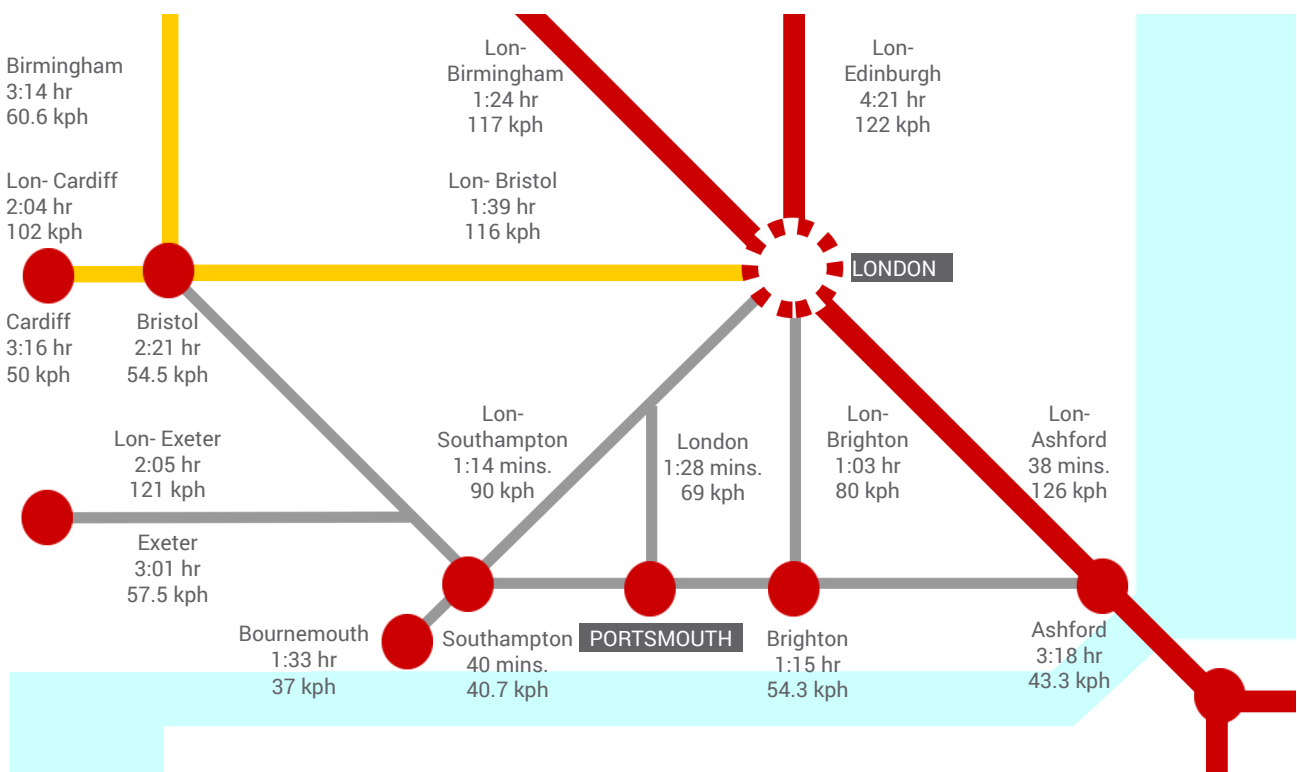 Birmingham
3:14 hr
60.6 kph
Lon-
Birmingham
1:24 hr
117 kph
Lon-
Edinburgh
4:21 hr
122 kph
Lon- Cardiff
2:04 hr
102 kph
Lon- Bristol
1:39 hr
116 kph
LONDON
Cardiff
3:16 hr
50 kph
Bristol
2:21 hr
54.5 kph
Lon- Exeter
2:05 hr
121 kph
Lon-
Southampton
1:14 mins.
90 kph
London
1:28 mins.
69 kph
Lon-
Brighton
1:03 hr
80 kph
Lon-
Ashford
38 mins.
126 kph
Exeter
3:01 hr
57.5 kph
Bournemouth
1:33 hr
37 kph
Southampton
40 mins.
40.7 kph
PORTSMOUTH
Brighton
1:15 hr
54.3 kph
Ashford
3:18 hr
43.3 kph